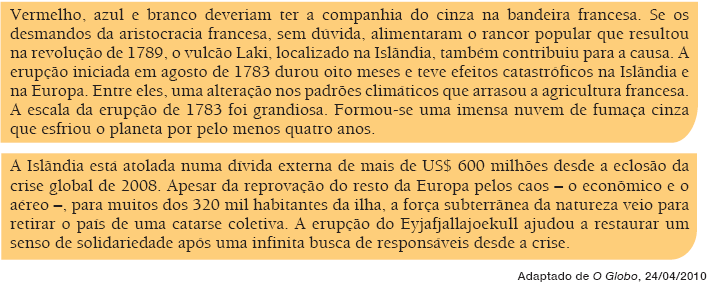 Vermelho, azul e branco deveriam ter a companhia do cinza na bandeira francesa. Se os
desmandos da aristocracia francesa, sem dúvida, alimentaram o rancor popular que resultou
na revolução de 1789, o vulcão Laki, localizado na Islândia, também contribuiu para a causa. A
erupção iniciada em agosto de 1783 durou oito meses e teve efeitos catastróficos na Islândia e
na Europa. Entre eles, uma alteração nos padrões climáticos que arrasou a agricultura francesa.
A escala da erupção de 1783 foi grandiosa. Formou-se uma imensa nuvem de fumaça cinza
que esfriou o planeta por pelo menos quatro anos.
A Islândia está atolada numa dívida externa de mais de US$ 600 milhões desde a eclosão da
crise global de 2008. Apesar da reprovação do resto da Europa pelos caos – o econômico e o
aéreo –, para muitos dos 320 mil habitantes da ilha, a força subterrânea da natureza veio para
retirar o país de uma catarse coletiva. A erupção do Eyjafjallajoekull ajudou a restaurar um
senso de solidariedade após uma infinita busca de responsáveis desde a crise.
Adaptado de O Globo, 24/04/2010